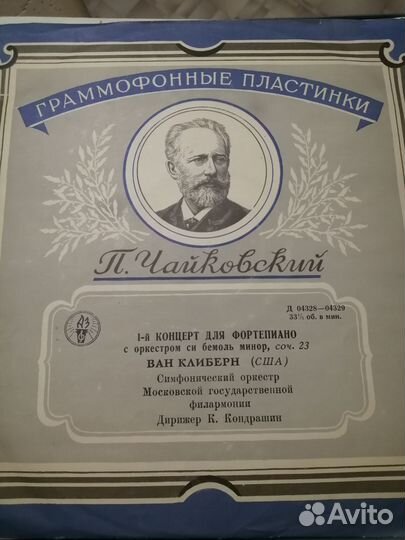 ГРАММОФОННЫЕ ПЛАСТИНКИ
П. Чайковский
Д 04328—04329
33⅓ об. в мин.
1-й КОНЦЕРТ ДЛЯ ФОРТЕПИАНО
с оркестром си бемоль минор, соч. 23
ВАН КЛИБЕРН (США)
Симфонический оркестр
Московской государственной
филармонии
Дирижер К. Кондрашин
Avito